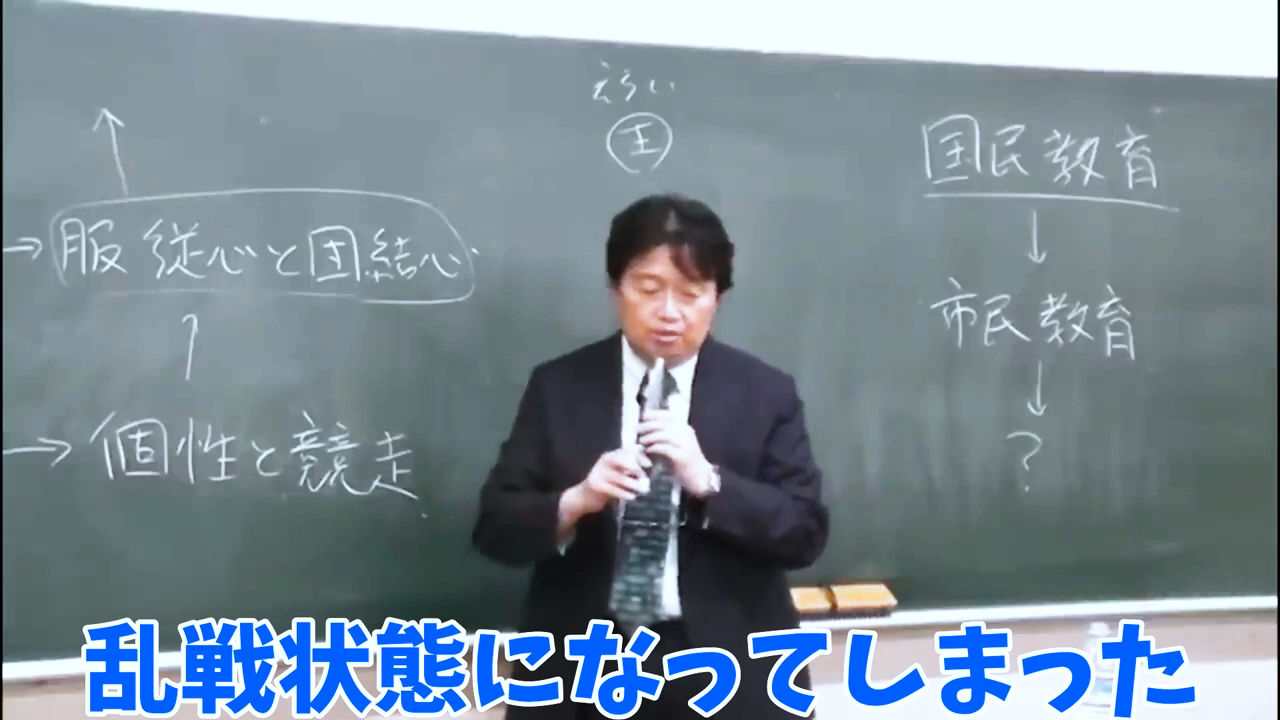 えらい
王
国民教育
服従心と団結心
市民教育
個性と競走
?
乱戦状態になってしまった